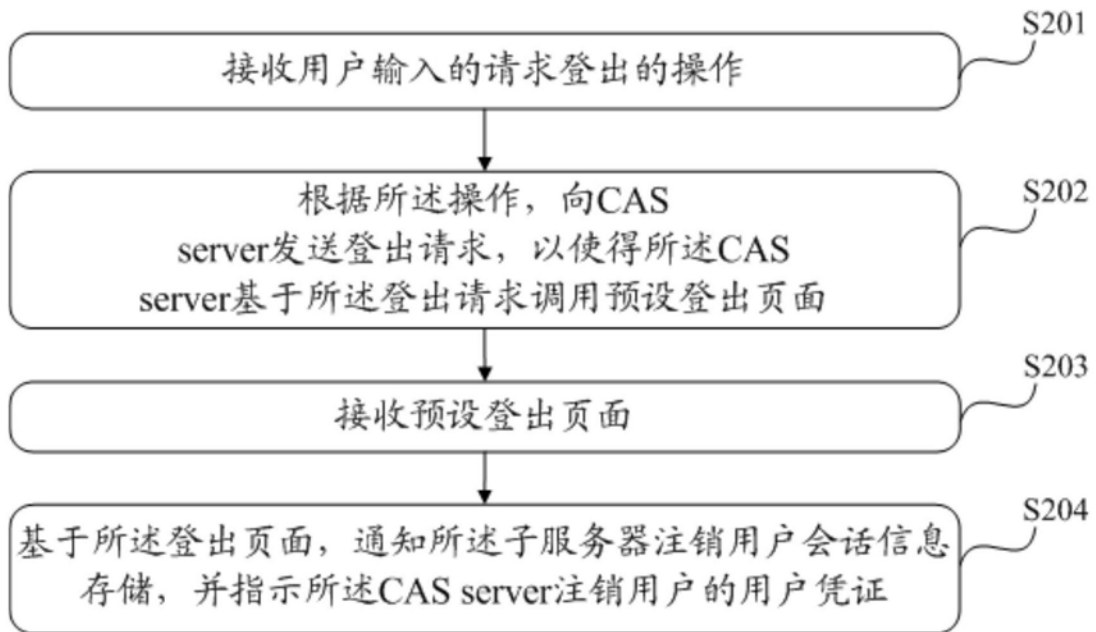 S201
接收用户输入的请求登出的操作
S202
根据所述操作，向CAS
server发送登出请求，以使得所述CAS
server基于所述登出请求调用预设登出页面
S203
接收预设登出页面
S204
基于所述登出页面，通知所述子服务器注销用户会话信息
存储，并指示所述CAS server注销用户的用户凭证